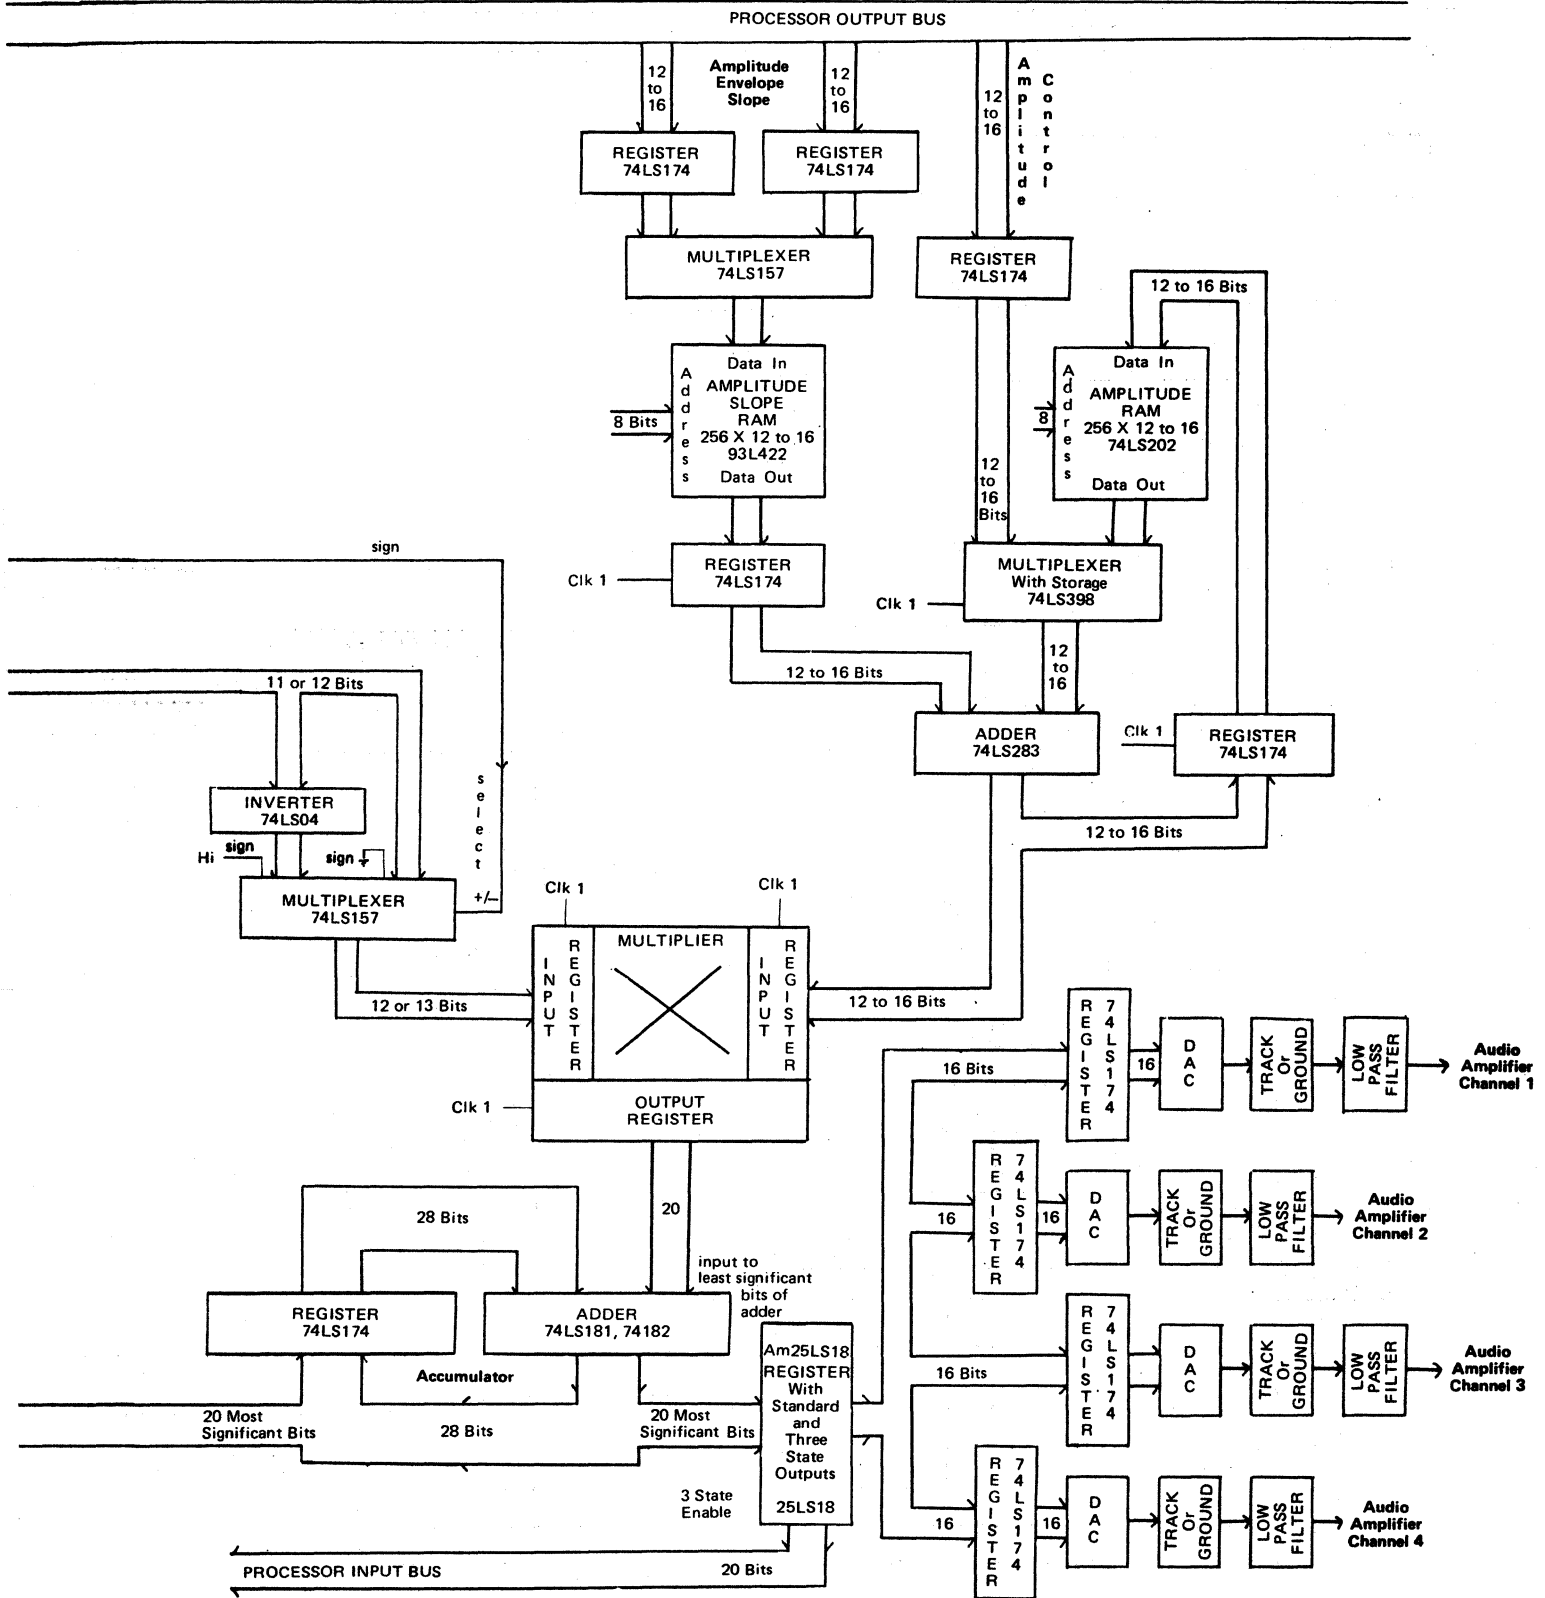 PROCESSOR OUTPUT BUS
12
to
16
Amplitude
Envelope
Slope
12
to
16
12
to
16
Amplitude
Control
REGISTER
74LS174
REGISTER
74LS174
MULTIPLEXER
74LS157
REGISTER
74LS174
12 to 16 Bits
Address
8 Bits
Data In
AMPLITUDE
SLOPE
RAM
256 X 12 to 16
93L422
Data Out
12
to
16
Bits
Address
8
Data In
AMPLITUDE
RAM
256 X 12 to 16
74LS202
Data Out
sign
Clk 1
REGISTER
74LS174
Clk 1
MULTIPLEXER
With Storage
74LS398
12 to 16 Bits
12
to
16
11 or 12 Bits
ADDER
74LS283
Clk 1
REGISTER
74LS174
12 to 16 Bits
select
+/–
INVERTER
74LS04
Hi
sign
sign
MULTIPLEXER
74LS157
12 or 13 Bits
Clk 1
Clk 1
INPUT
REGISTER
MULTIPLIER
INPUT
REGISTER
12 to 16 Bits
Clk 1
OUTPUT
REGISTER
20
input to
least significant
bits of
adder
28 Bits
REGISTER
74LS174
ADDER
74LS181, 74182
Accumulator
20 Most
Significant Bits
28 Bits
20 Most
Significant Bits
Am25LS18
REGISTER
With
Standard
and
Three
State
Outputs
25LS18
3 State
Enable
PROCESSOR INPUT BUS
20 Bits
16 Bits
REGISTER
74LS174
16
DAC
TRACK
Or
GROUND
LOW
PASS
FILTER
Audio
Amplifier
Channel 1
16
REGISTER
74LS174
16
DAC
TRACK
Or
GROUND
LOW
PASS
FILTER
Audio
Amplifier
Channel 2
16 Bits
REGISTER
74LS174
DAC
TRACK
Or
GROUND
LOW
PASS
FILTER
Audio
Amplifier
Channel 3
16
REGISTER
74LS174
16
DAC
TRACK
Or
GROUND
LOW
PASS
FILTER
Audio
Amplifier
Channel 4